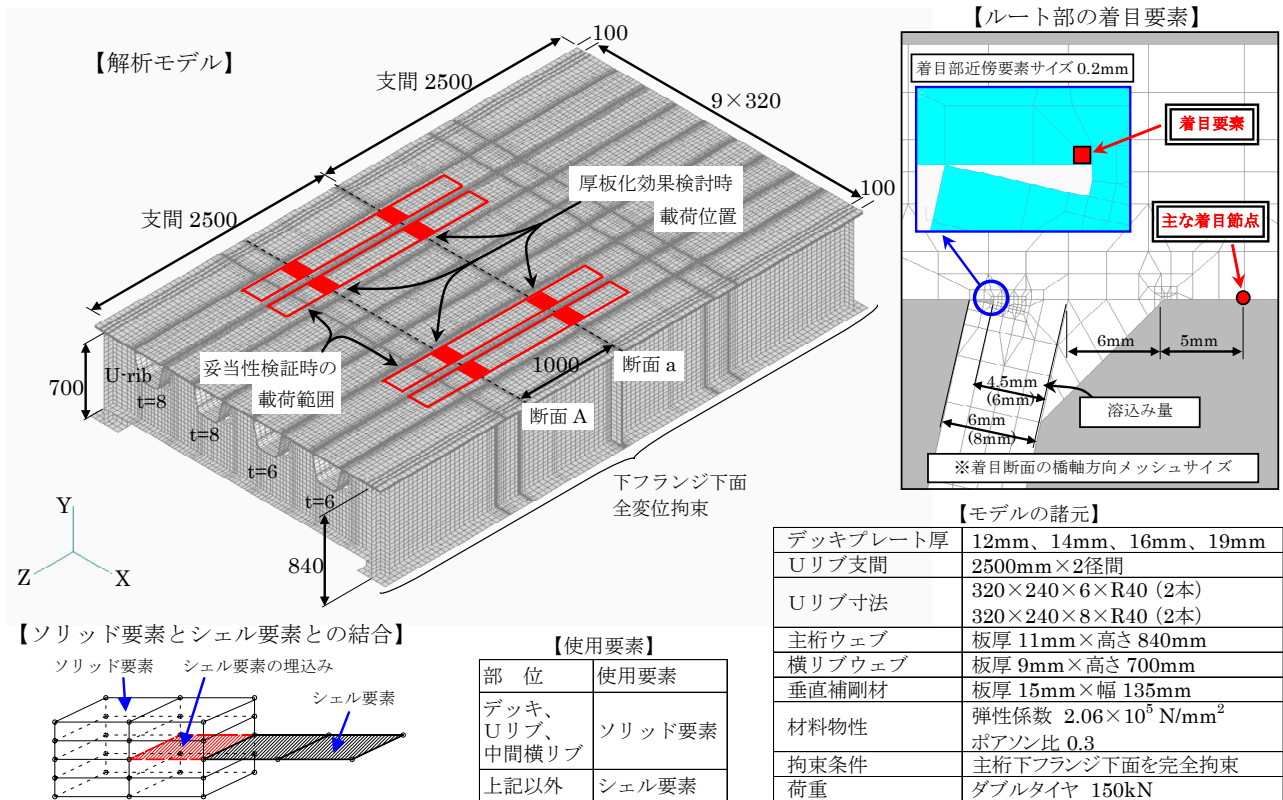 【解析モデル】
支間 2500
100
9×320
100
厚板化効果検討時
載荷位置
支間 2500
700
U-rib
t=8
t=8
t=6
t=6
妥当性検証時の
載荷範囲
1000
断面 a
断面 A
下フランジ下面
全変位拘束
840
Y
Z
X
【ルート部の着目要素】
着目部近傍要素サイズ 0.2mm
着目要素
主な着目節点
6mm
5mm
4.5mm
(6mm)
溶込み量
6mm
(8mm)
※着目断面の橋軸方向メッシュサイズ
【ソリッド要素とシェル要素との結合】
ソリッド要素
シェル要素の埋込み
シェル要素
【使用要素】
部 位 使用要素
デッキ、
Uリブ、
中間横リブ
ソリッド要素
上記以外 シェル要素
【モデルの諸元】
デッキプレート厚 12mm、14mm、16mm、19mm
Uリブ支間 2500mm×2径間
Uリブ寸法
320×240×6×R40 (2本)
320×240×8×R40 (2本)
主桁ウェブ 板厚 11mm×高さ 840mm
横リブウェブ 板厚 9mm×高さ 700mm
垂直補剛材 板厚 15mm×幅 135mm
材料物性
弾性係数 2.06×10⁵ N/mm²
ポアソン比 0.3
拘束条件 主桁下フランジ下面を完全拘束
荷重 ダブルタイヤ 150kN